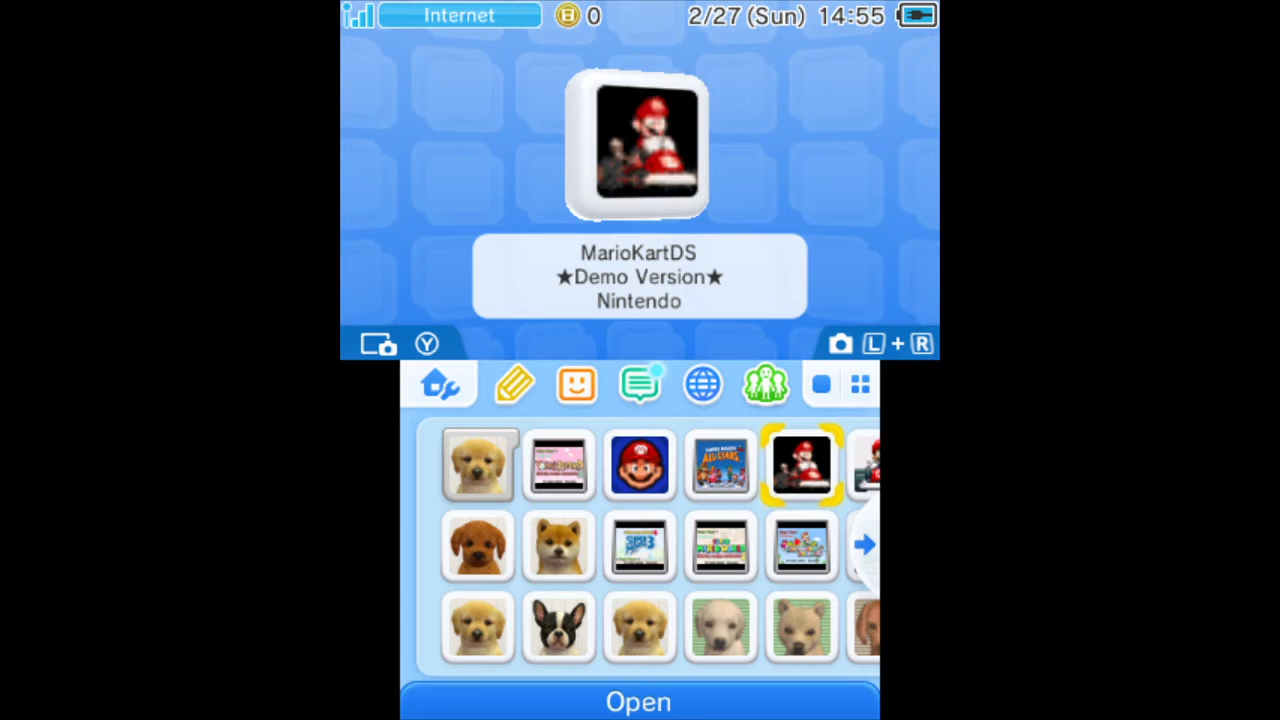 Internet 0 2/27 (Sun) 14:55
MarioKartDS
★Demo Version★
Nintendo
Y L + R
Open